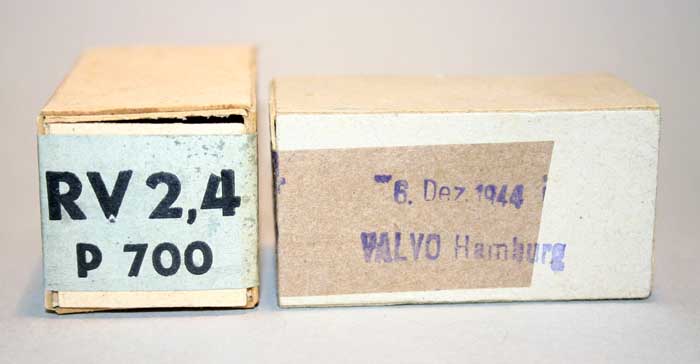 RV 2,4
P 700
-6. Dez. 1944
VALVO Hamburg